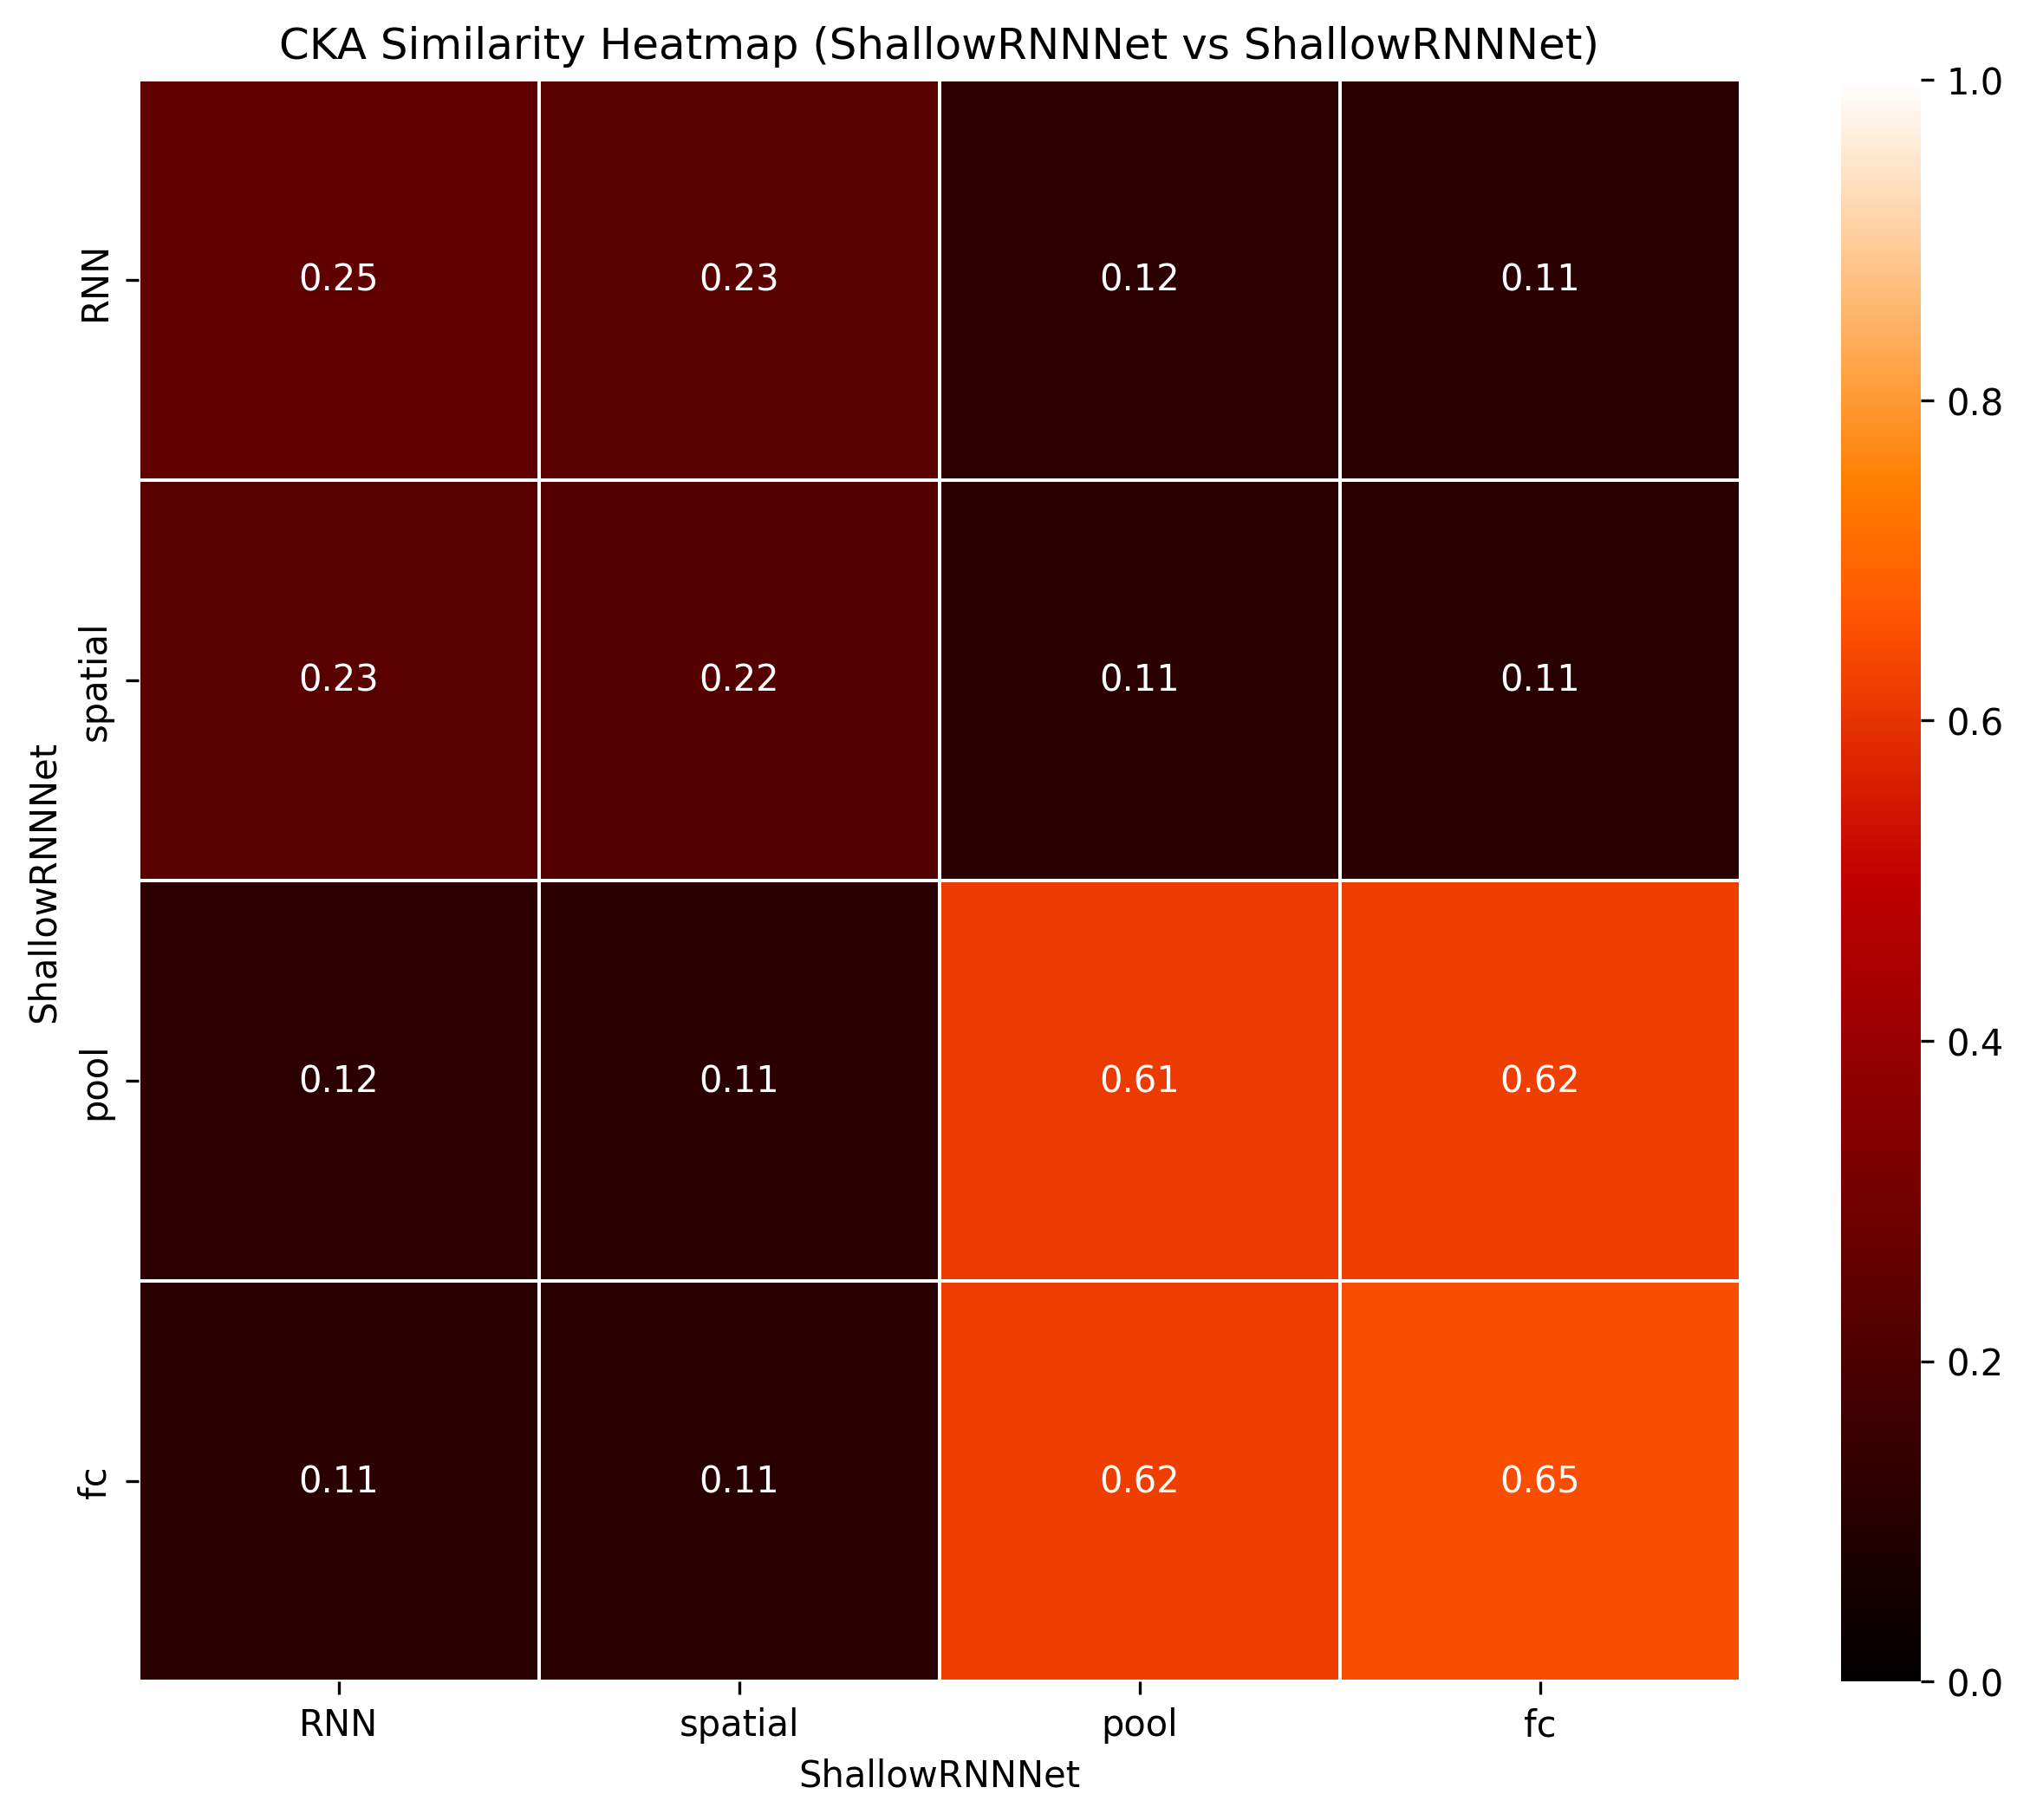 CKA Similarity Heatmap (ShallowRNNNet vs ShallowRNNNet)
ShallowRNNNet
RNN 0.25 0.23 0.12 0.11
spatial 0.23 0.22 0.11 0.11
pool 0.12 0.11 0.61 0.62
fc 0.11 0.11 0.62 0.65
RNN spatial pool fc
ShallowRNNNet
1.0
0.8
0.6
0.4
0.2
0.0